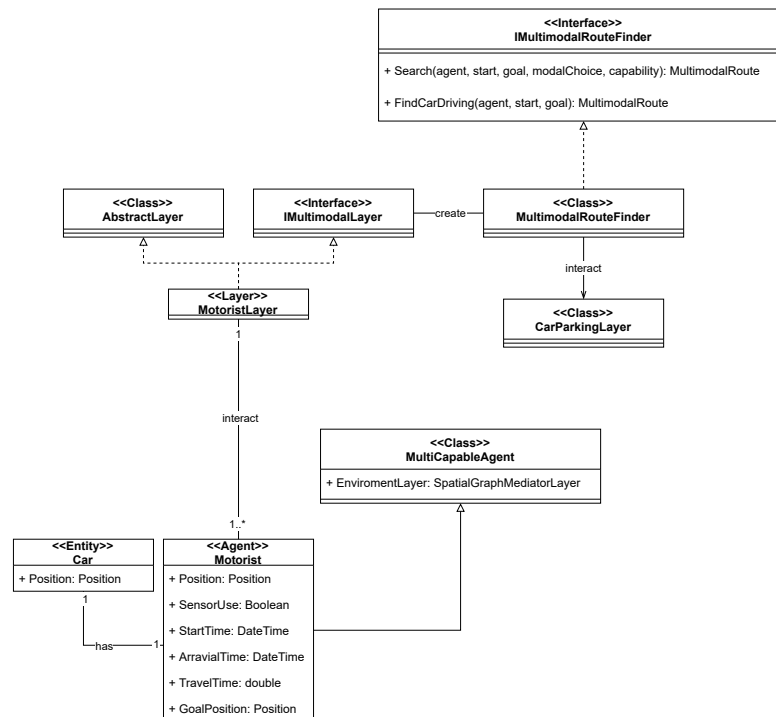 <<Interface>>
IMultimodalRouteFinder
+ Search(agent, start, goal, modalChoice, capability): MultimodalRoute
+ FindCarDriving(agent, start, goal): MultimodalRoute
<<Class>>
AbstractLayer
<<Interface>>
IMultimodalLayer
create
<<Class>>
MultimodalRouteFinder
interact
<<Layer>>
MotoristLayer
<<Class>>
CarParkingLayer
1
interact
1..*
<<Class>>
MultiCapableAgent
+ EnviromentLayer: SpatialGraphMediatorLayer
<<Entity>>
Car
+ Position: Position
1
has
1
<<Agent>>
Motorist
+ Position: Position
+ SensorUse: Boolean
+ StartTime: DateTime
+ ArravialTime: DateTime
+ TravelTime: double
+ GoalPosition: Position